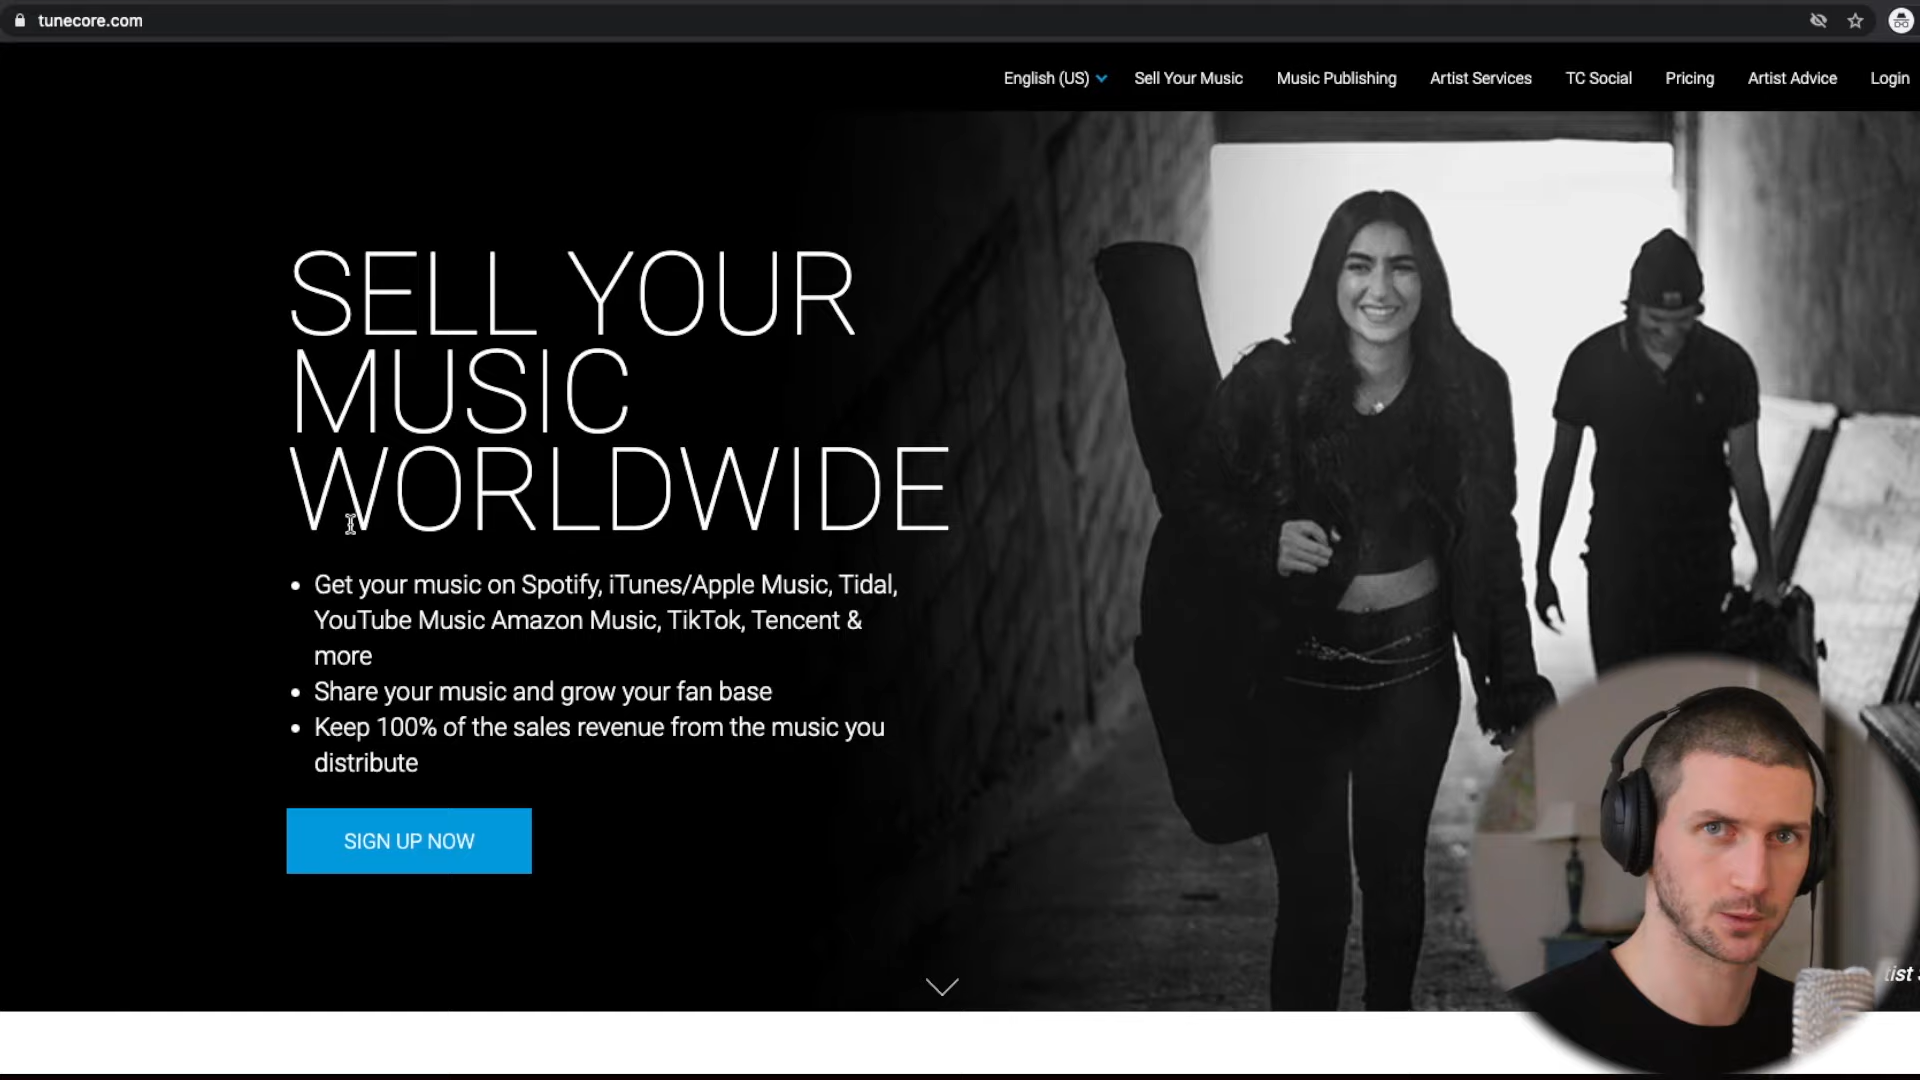 tunecore.com
English (US) Sell Your Music Music Publishing Artist Services TC Social Pricing Artist Advice Login
SELL YOUR
MUSIC
WORLDWIDE
• Get your music on Spotify, iTunes/Apple Music, Tidal,
YouTube Music Amazon Music, TikTok, Tencent &
more
• Share your music and grow your fan base
• Keep 100% of the sales revenue from the music you
distribute
SIGN UP NOW